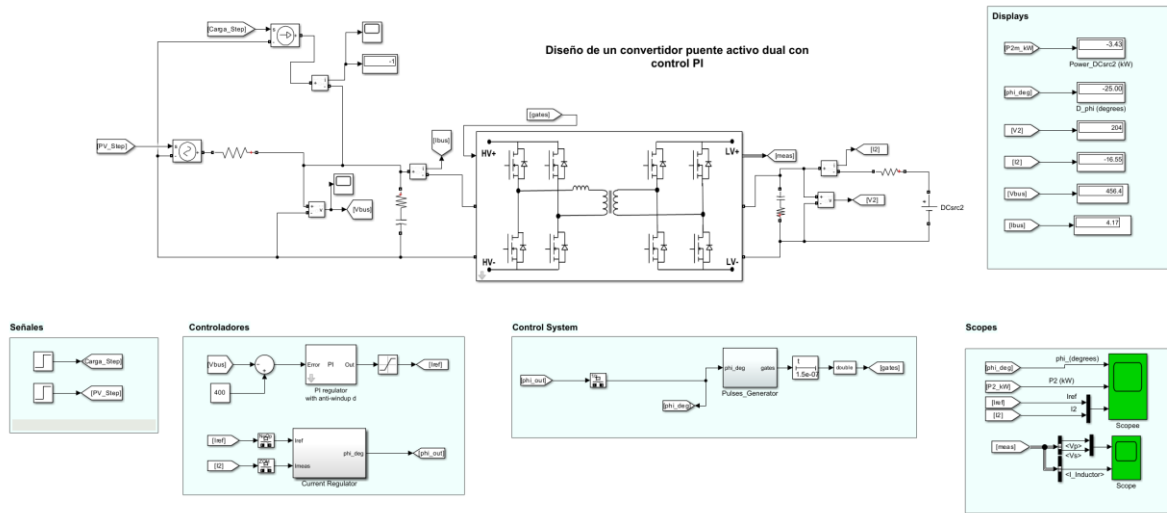 Diseño de un convertidor puente activo dual con
control PI
[Carga_Step]
-1
[PV_Step]
[Vbus]
[Ibus]
[gates]
HV+
HV-
LV+
LV-
[meas]
[I2]
[V2]
DCsrc2
Displays
[P2m_kW]
-3.43
Power_DCsrc2 (kW)
[phi_deg]
-25.00
D_phi (degrees)
[V2]
204
[I2]
-16.55
[Vbus]
456.4
[Ibus]
4.17
Señales
[Carga_Step]
[PV_Step]
Controladores
[Vbus]
400
Error
PI
Out
PI regulator
with anti-windup d
[Iref]
[Iref]
[I2]
Iref
Imeas
phi_deg
Current Regulator
[phi_out]
Control System
[phi_out]
[phi_deg]
phi_deg
gates
Pulses_Generator
t
1.5e-07
double
[gates]
Scopes
[phi_deg]
phi_(degrees)
[P2_kW]
P2 (kW)
[Iref]
Iref
[I2]
I2
Scopee
[meas]
<Vp>
<Vs>
<I_Inductor>
Scope